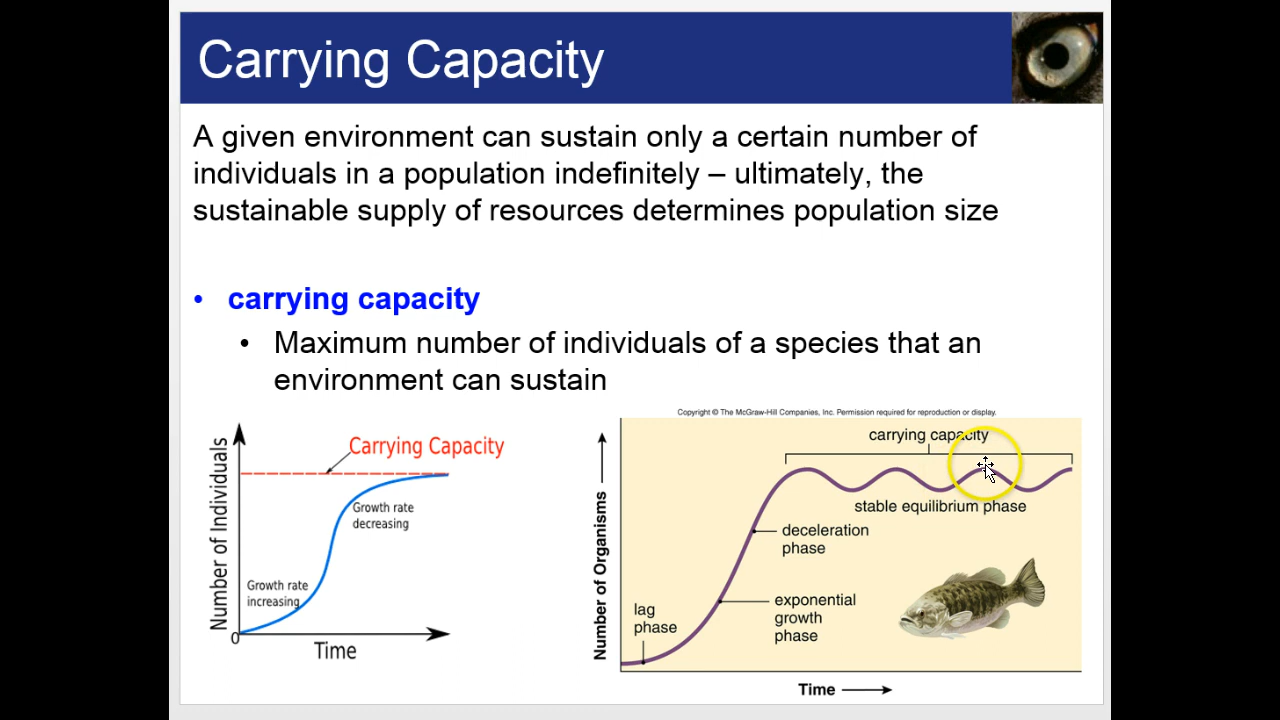 Carrying Capacity
A given environment can sustain only a certain number of
individuals in a population indefinitely – ultimately, the
sustainable supply of resources determines population size
• carrying capacity
• Maximum number of individuals of a species that an
environment can sustain
Number of Individuals
Carrying Capacity
Growth rate
decreasing
Growth rate
increasing
0
Time
Copyright © The McGraw-Hill Companies, Inc. Permission required for reproduction or display.
Number of Organisms
carrying capacity
stable equilibrium phase
deceleration
phase
exponential
growth
phase
lag
phase
Time